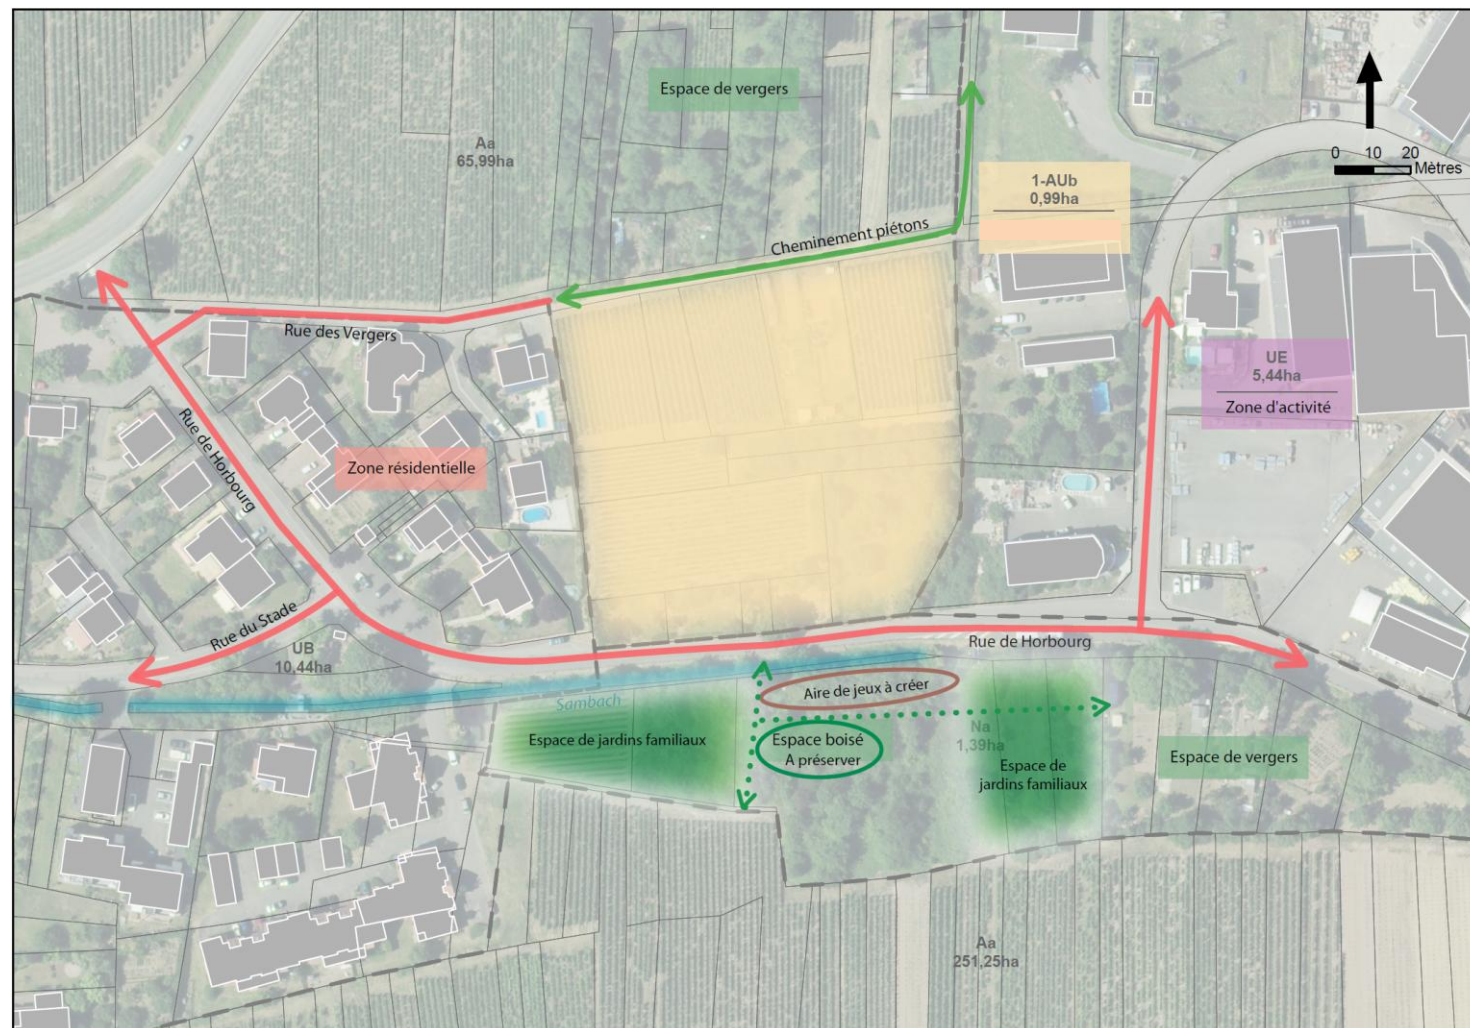 Espace de vergers
Aa
65,99ha
0 10 20
Mètres
1-AUb
0,99ha
Cheminement piétons
Rue des Vergers
UE
5,44ha
Zone d'activité
Rue de Horbourg
Zone résidentielle
Rue du Stade
UB
10,44ha
Rue de Horbourg
Sambach
Aire de jeux à créer
Espace de jardins familiaux
Espace boisé
A préserver
Na
1,39ha
Espace de
jardins familiaux
Espace de vergers
Aa
251,25ha